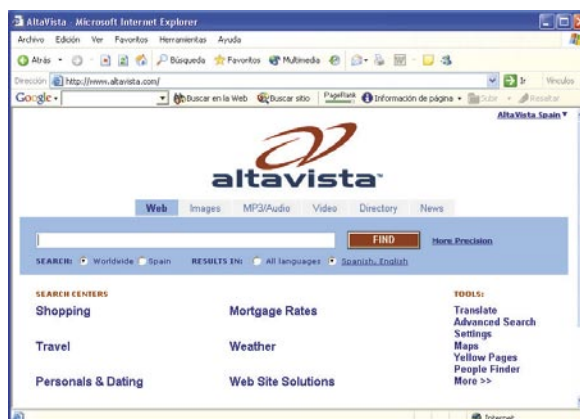 AltaVista - Microsoft Internet Explorer
Archivo Edición Ver Favoritos Herramientas Ayuda
Atrás Búsqueda Favoritos Multimedia
Dirección http://www.altavista.com/ Ir Vínculos
Google Buscar en la Web Buscar sitio PageRank Información de página Subir Resaltar
AltaVista Spain
altavista
Web Images MP3/Audio Video Directory News
FIND More Precision
SEARCH: Worldwide Spain RESULTS IN: All languages Spanish, English
SEARCH CENTERS TOOLS:
Shopping Mortgage Rates Translate
Advanced Search
Settings
Travel Weather Maps
Yellow Pages
People Finder
Personals & Dating Web Site Solutions More >>
Internet